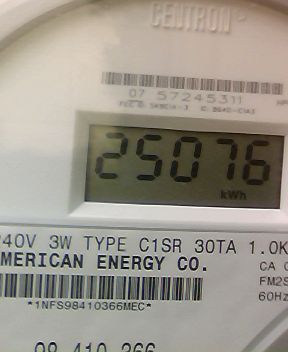 CENTRON
07 57245311
25076
kWh
240V 3W TYPE C1SR 30TA 1.0K
MERICAN ENERGY CO.
CA
FM2S
60Hz
*1NFS98410366MEC*
98 410 366